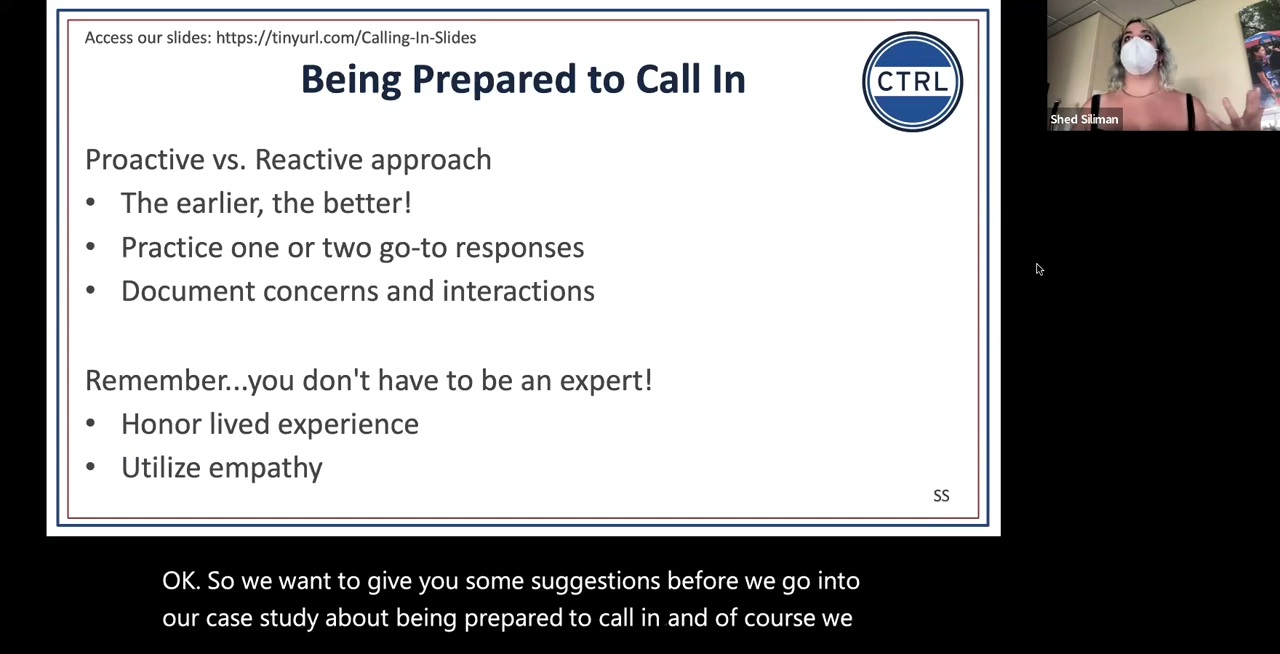 Access our slides: https://tinyurl.com/Calling-In-Slides
Being Prepared to Call In
CTRL
Shed Siliman
Proactive vs. Reactive approach
• The earlier, the better!
• Practice one or two go-to responses
• Document concerns and interactions
Remember...you don't have to be an expert!
• Honor lived experience
• Utilize empathy
SS
OK. So we want to give you some suggestions before we go into
our case study about being prepared to call in and of course we